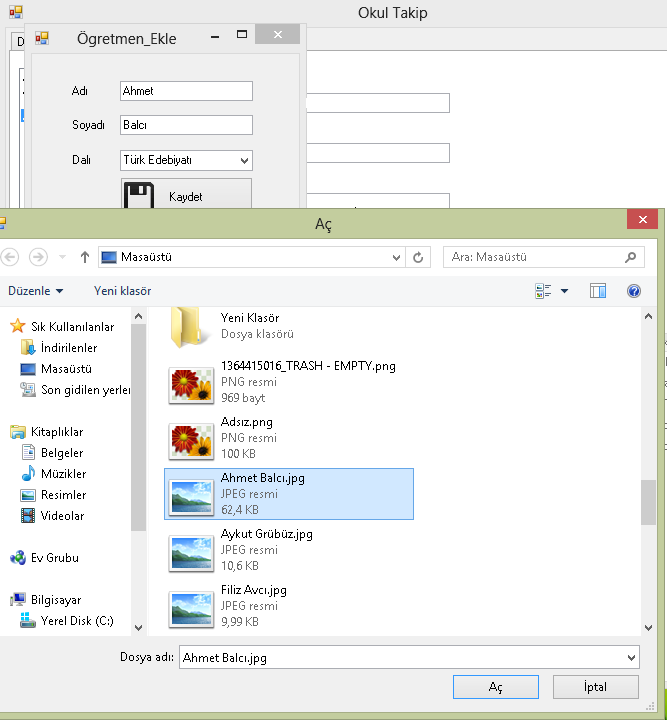 Okul Takip
Ögretmen_Ekle
D
Adı
Ahmet
Soyadı
Balcı
Dalı
Türk Edebiyatı
Kaydet
Aç
Masaüstü
Ara: Masaüstü
Düzenle
Yeni klasör
Sık Kullanılanlar
İndirilenler
Masaüstü
Son gidilen yerler
Kitaplıklar
Belgeler
Müzikler
Resimler
Videolar
Ev Grubu
Bilgisayar
Yerel Disk (C:)
Yeni Klasör
Dosya klasörü
1364415016_TRASH - EMPTY.png
PNG resmi
969 bayt
Adsız.png
PNG resmi
100 KB
Ahmet Balcı.jpg
JPEG resmi
62,4 KB
Aykut Grübüz.jpg
JPEG resmi
10,6 KB
Filiz Avcı.jpg
JPEG resmi
9,99 KB
Dosya adı:
Ahmet Balcı.jpg
Aç
İptal